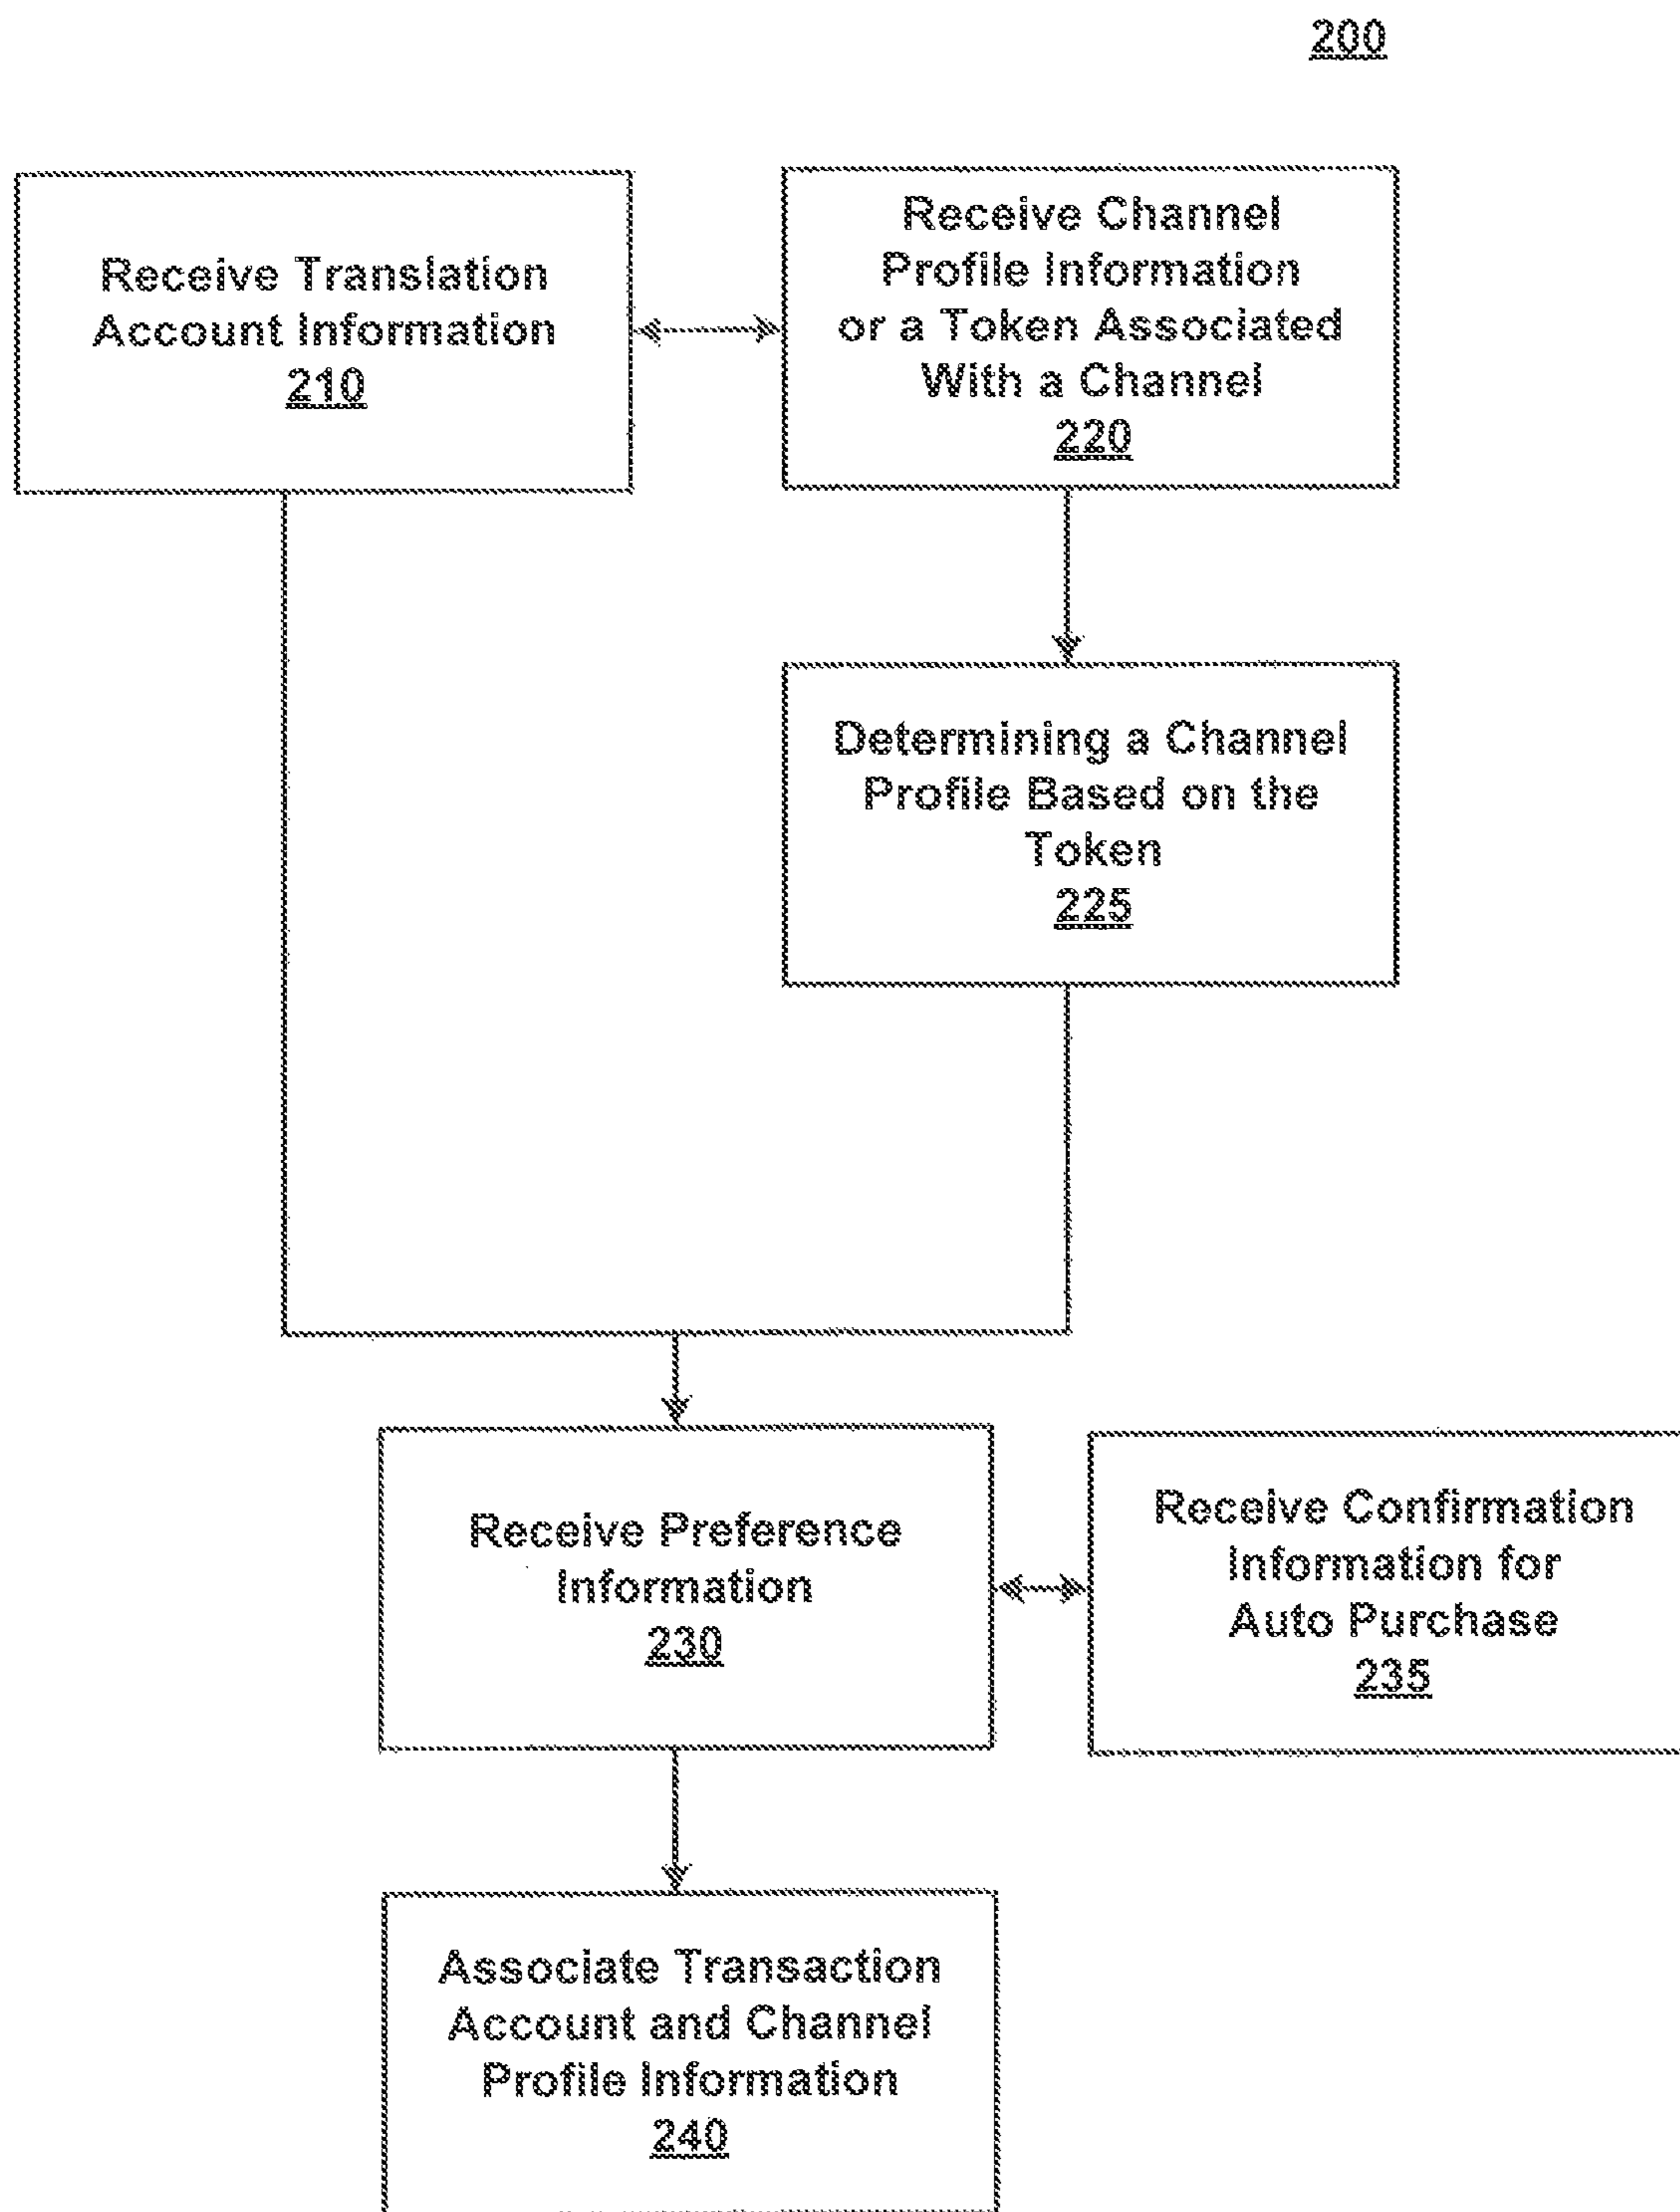 200
Receive Translation
Account Information
210
Receive Channel
Profile Information
or a Token Associated
With a Channel
220
Determining a Channel
Profile Based on the
Token
225
Receive Preference
Information
230
Receive Confirmation
Information for
Auto Purchase
235
Associate Transaction
Account and Channel
Profile Information
240